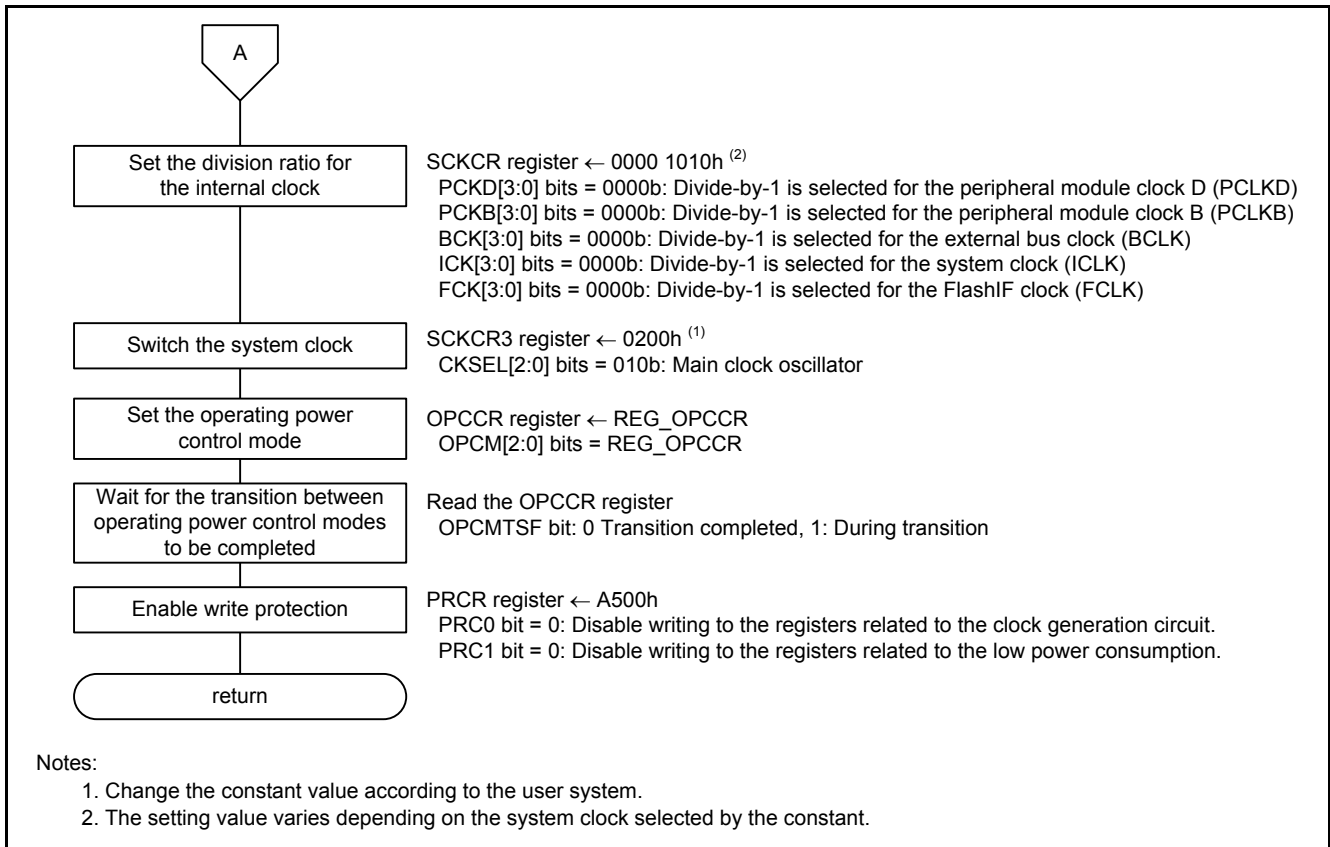 A
Set the division ratio for
the internal clock
SCKCR register ← 0000 1010h (2)
PCKD[3:0] bits = 0000b: Divide-by-1 is selected for the peripheral module clock D (PCLKD)
PCKB[3:0] bits = 0000b: Divide-by-1 is selected for the peripheral module clock B (PCLKB)
BCK[3:0] bits = 0000b: Divide-by-1 is selected for the external bus clock (BCLK)
ICK[3:0] bits = 0000b: Divide-by-1 is selected for the system clock (ICLK)
FCK[3:0] bits = 0000b: Divide-by-1 is selected for the FlashIF clock (FCLK)
Switch the system clock
SCKCR3 register ← 0200h (1)
CKSEL[2:0] bits = 010b: Main clock oscillator
Set the operating power
control mode
OPCCR register ← REG_OPCCR
OPCM[2:0] bits = REG_OPCCR
Wait for the transition between
operating power control modes
to be completed
Read the OPCCR register
OPCMTSF bit: 0 Transition completed, 1: During transition
Enable write protection
PRCR register ← A500h
PRC0 bit = 0: Disable writing to the registers related to the clock generation circuit.
PRC1 bit = 0: Disable writing to the registers related to the low power consumption.
return
Notes:
1. Change the constant value according to the user system.
2. The setting value varies depending on the system clock selected by the constant.